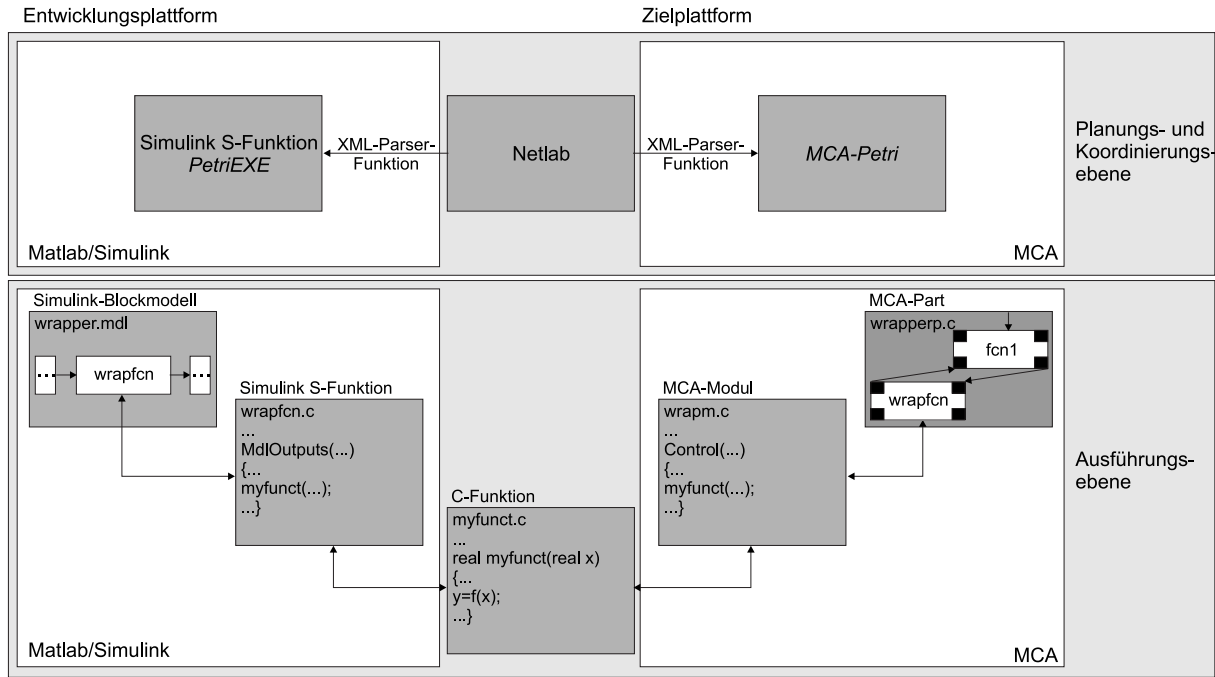 Entwicklungsplattform
Zielplattform
Simulink S-Funktion
PetriEXE
XML-Parser-
Funktion
Netlab
XML-Parser-
Funktion
MCA-Petri
Planungs- und
Koordinierungs-
ebene
Matlab/Simulink
MCA
Simulink-Blockmodell
wrapper.mdl
...
wrapfcn
...
Simulink S-Funktion
wrapfcn.c
...
MdlOutputs(...)
{...
myfunct(...);
...}
C-Funktion
myfunct.c
...
real myfunct(real x)
{...
y=f(x);
...}
MCA-Modul
wrapm.c
...
Control(...)
{...
myfunct(...);
...}
MCA-Part
wrapperp.c
fcn1
wrapfcn
Ausführungs-
ebene
Matlab/Simulink
MCA